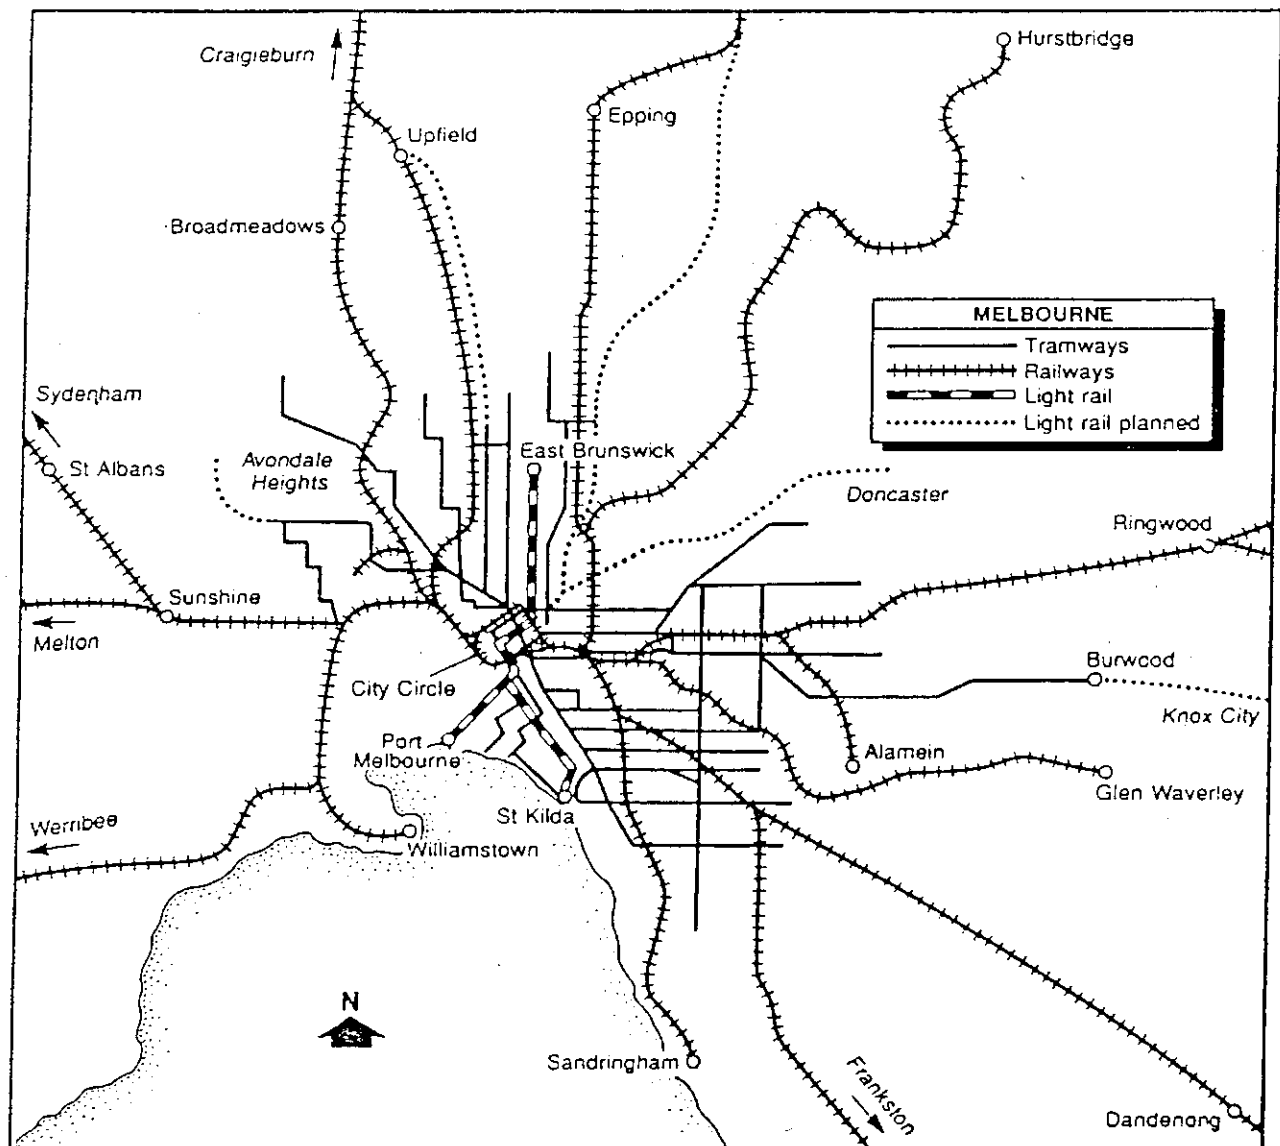 Craigieburn
Hurstbridge
Epping
Upfield
Broadmeadows
MELBOURNE
Tramways
Railways
Light rail
Light rail planned
Sydenham
St Albans
Avondale
Heights
East Brunswick
Doncaster
Ringwood
Sunshine
Melton
City Circle
Burwood
Knox City
Port
Melbourne
Alamein
Glen Waverley
St Kilda
Werribee
Williamstown
N
Sandringham
Frankston
Dandenong